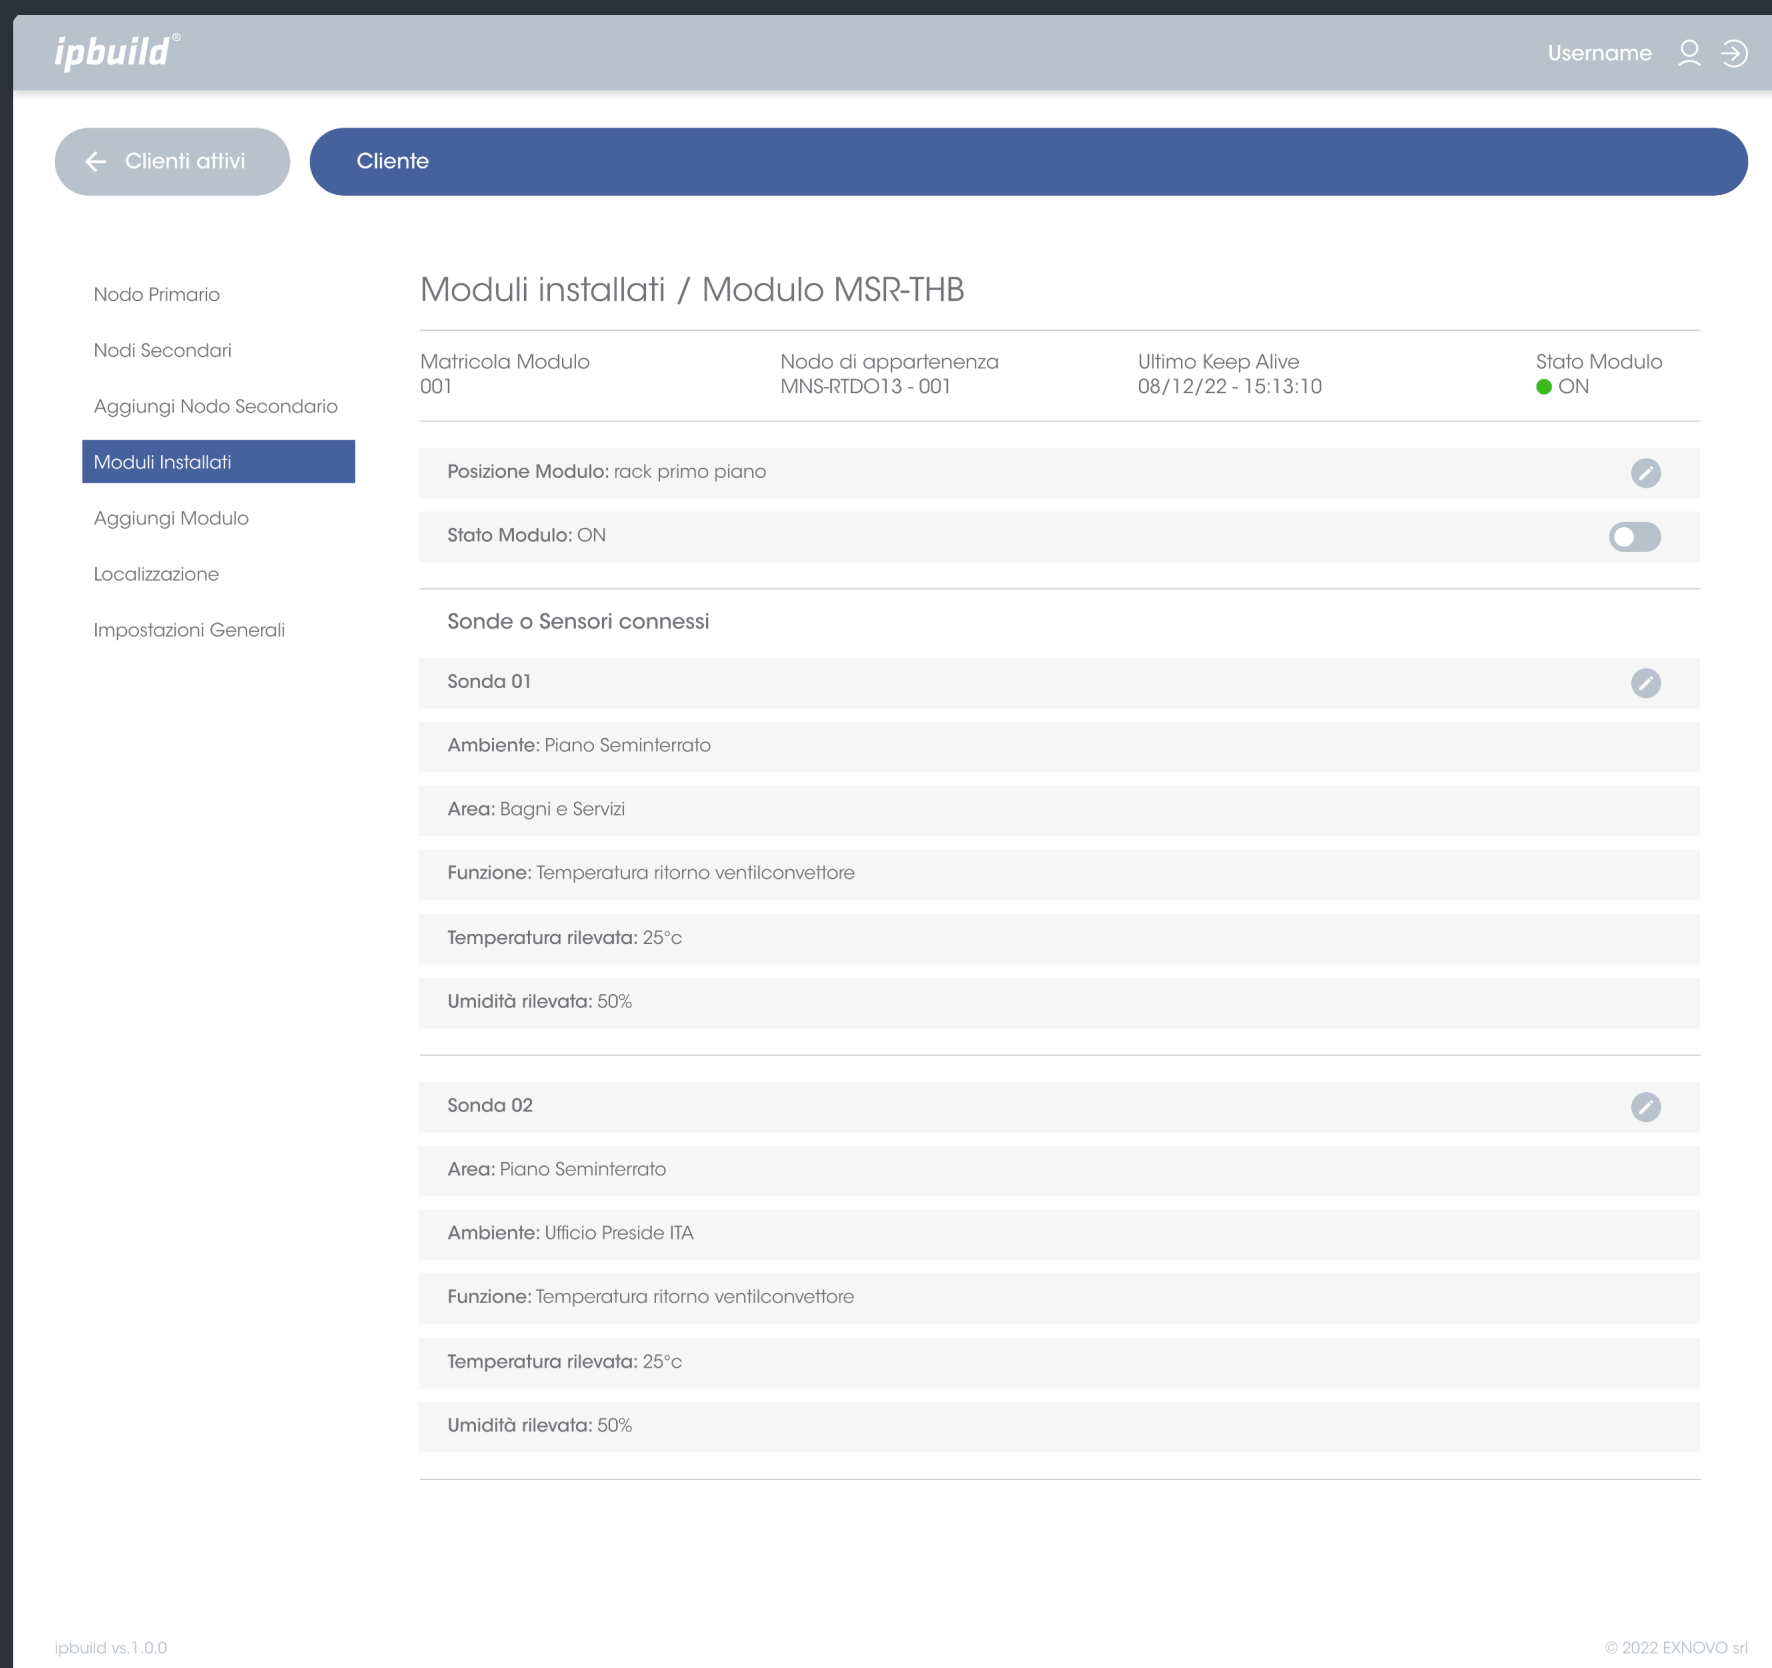 ipbuild®
Username
Clienti attivi
Cliente
Nodo Primario
Nodi Secondari
Aggiungi Nodo Secondario
Moduli Installati
Aggiungi Modulo
Localizzazione
Impostazioni Generali
Moduli installati / Modulo MSR-THB
Matricola Modulo
001
Nodo di appartenenza
MNS-RTDO13 - 001
Ultimo Keep Alive
08/12/22 - 15:13:10
Stato Modulo
ON
Posizione Modulo: rack primo piano
Stato Modulo: ON
Sonde o Sensori connessi
Sonda 01
Ambiente: Piano Seminterrato
Area: Bagni e Servizi
Funzione: Temperatura ritorno ventilconvettore
Temperatura rilevata: 25°c
Umidità rilevata: 50%
Sonda 02
Area: Piano Seminterrato
Ambiente: Ufficio Preside ITA
Funzione: Temperatura ritorno ventilconvettore
Temperatura rilevata: 25°c
Umidità rilevata: 50%
ipbuild vs.1.0.0
© 2022 EXNOVO srl